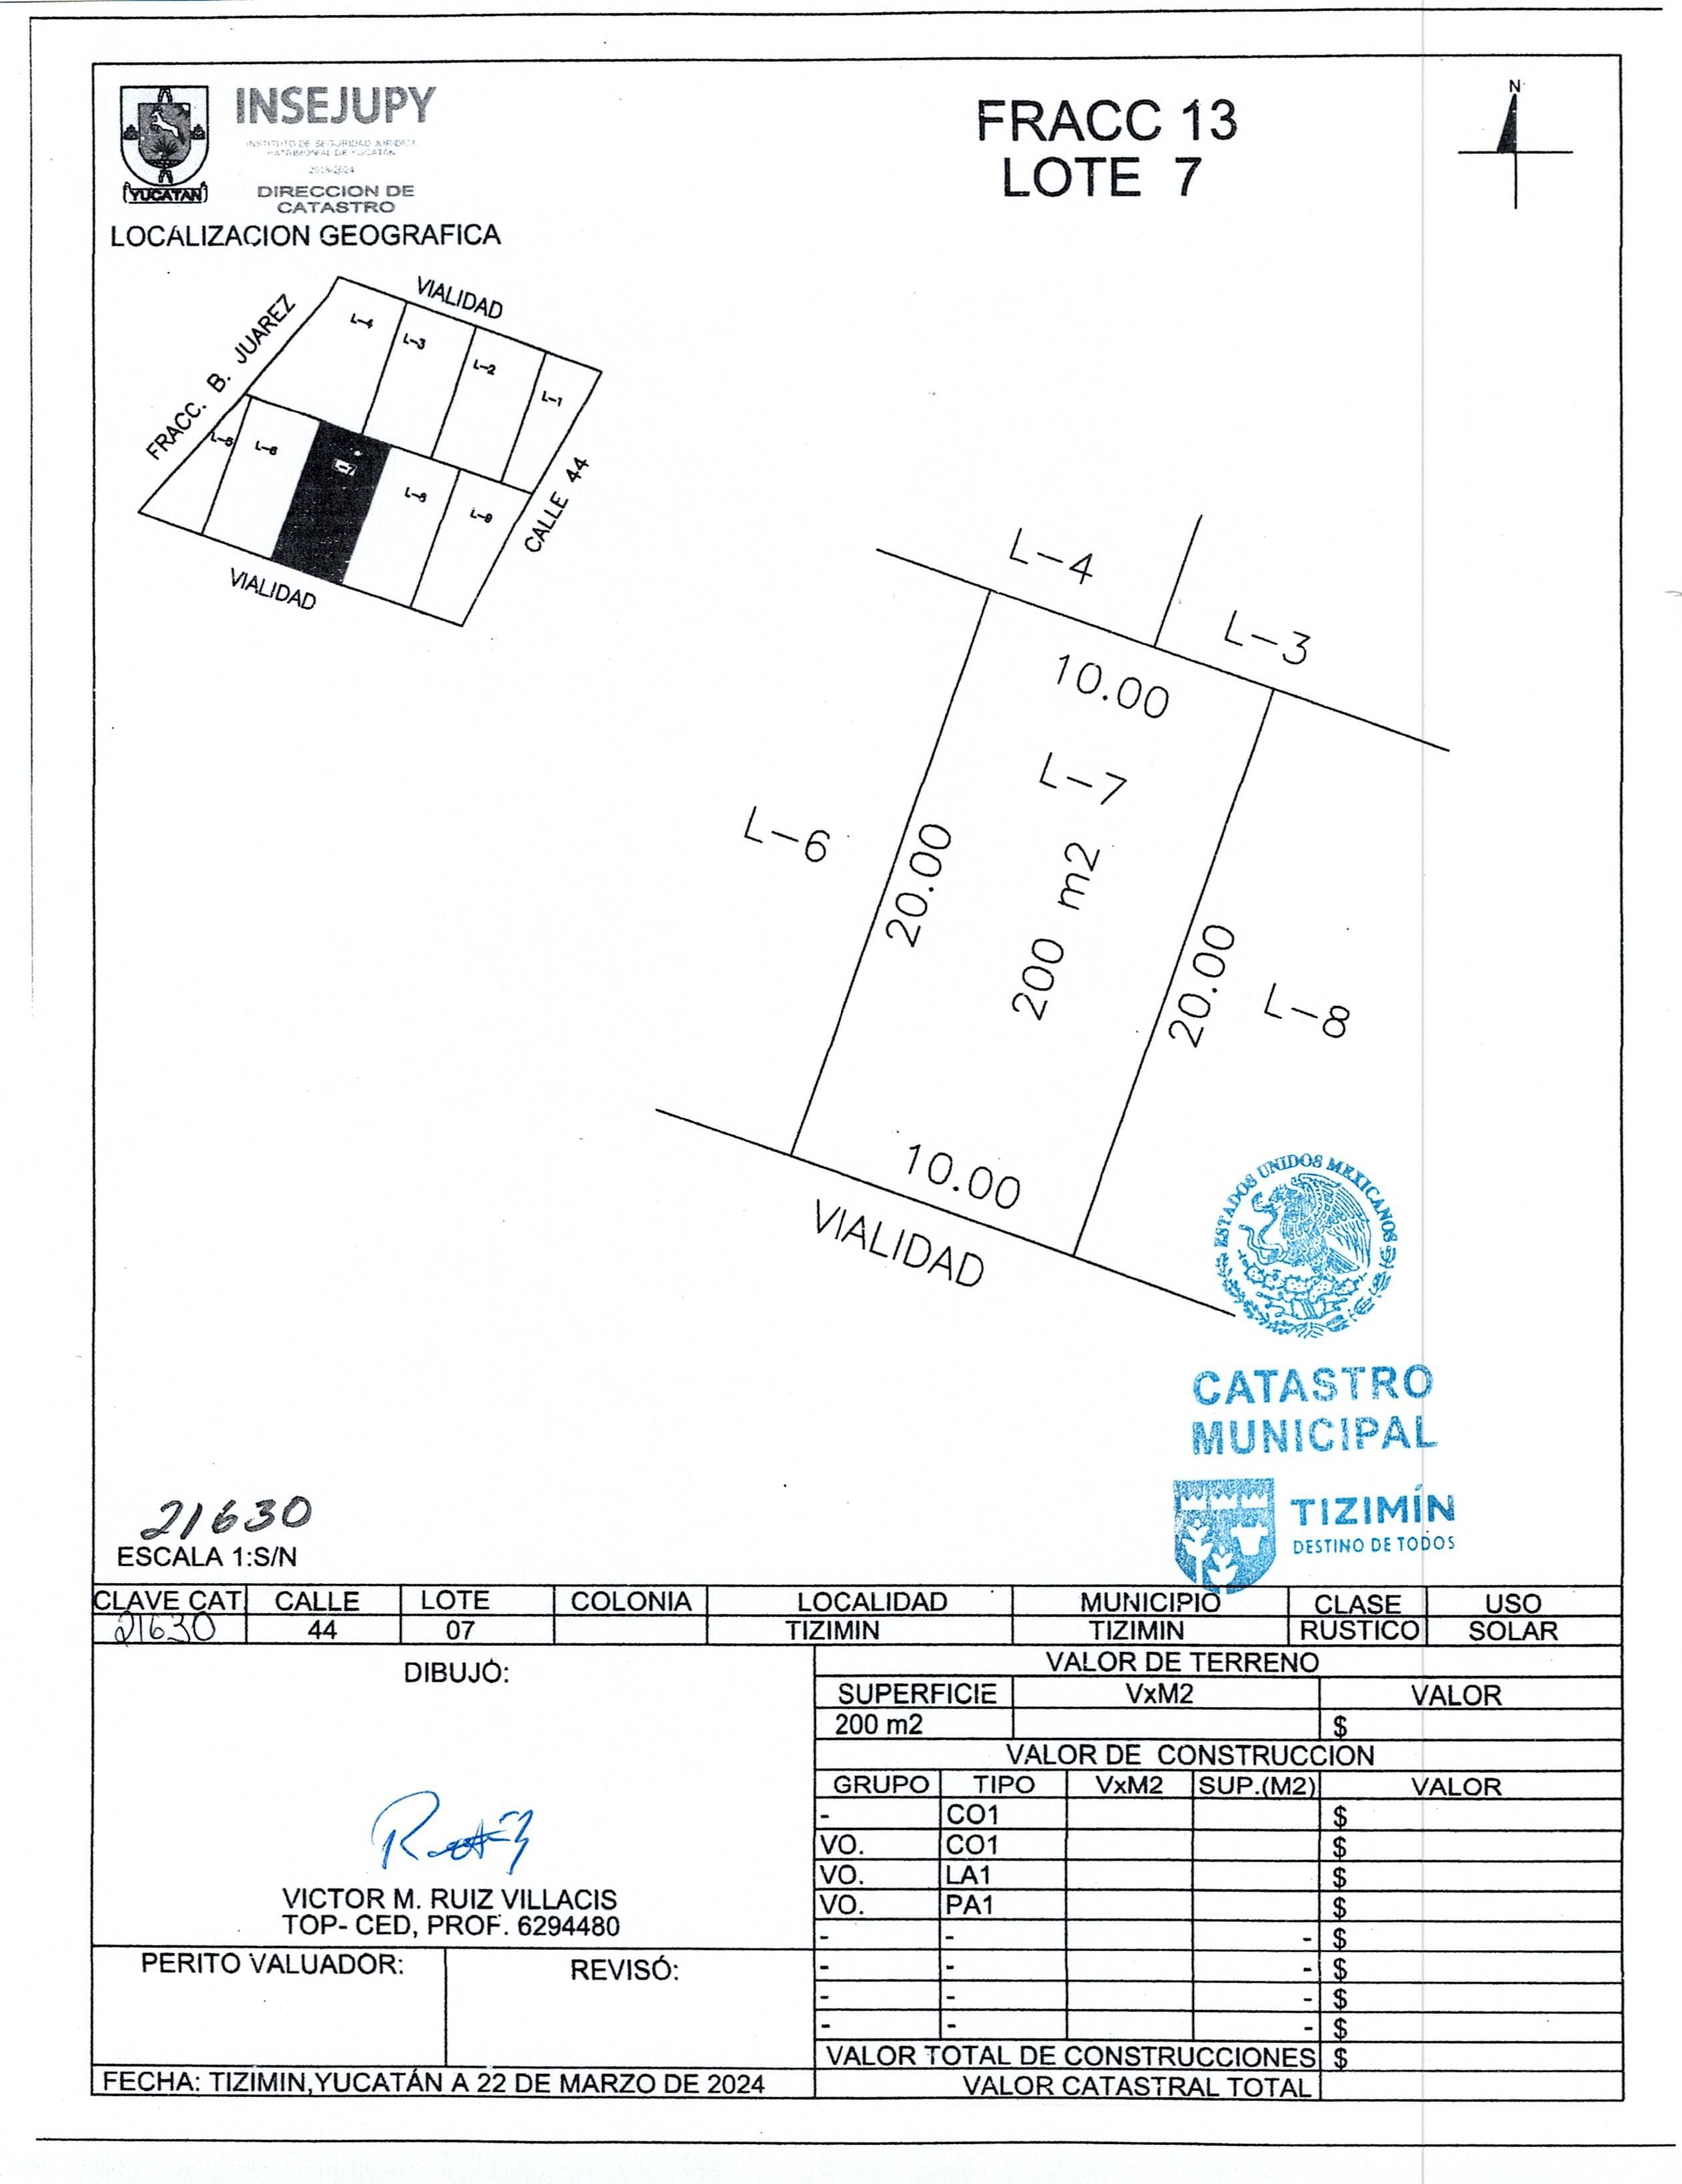 INSEJUPY
INSTITUTO DE SEGURIDAD JURIDICA
PATRIMONIAL DE YUCATAN
2018-2024
DIRECCION DE
CATASTRO
YUCATAN
LOCALIZACION GEOGRAFICA
FRACC 13
LOTE 7
N
VIALIDAD
FRACC. B. JUAREZ
L-4
L-3
L-2
L-1
L-5
L-6
L-7
L-8
L-9
CALLE 44
VIALIDAD
L-4
L-3
10.00
L-7
L-6
20.00
200 m2
20.00
L-8
10.00
VIALIDAD
ESTADOS UNIDOS MEXICANOS
CATASTRO
MUNICIPAL
TIZIMÍN
DESTINO DE TODOS
21630
ESCALA 1:S/N
CLAVE CAT CALLE LOTE COLONIA LOCALIDAD MUNICIPIO CLASE USO
21630 44 07 TIZIMIN TIZIMIN RUSTICO SOLAR
DIBUJÓ:
VICTOR M. RUIZ VILLACIS
TOP- CED, PROF. 6294480
PERITO VALUADOR: REVISÓ:
FECHA: TIZIMIN,YUCATÁN A 22 DE MARZO DE 2024
VALOR DE TERRENO
SUPERFICIE VxM2 VALOR
200 m2 $
VALOR DE CONSTRUCCION
GRUPO TIPO VxM2 SUP.(M2) VALOR
- CO1 $
VO. CO1 $
VO. LA1 $
VO. PA1 $
- - - $
- - - $
- - - $
- - - $
VALOR TOTAL DE CONSTRUCCIONES $
VALOR CATASTRAL TOTAL